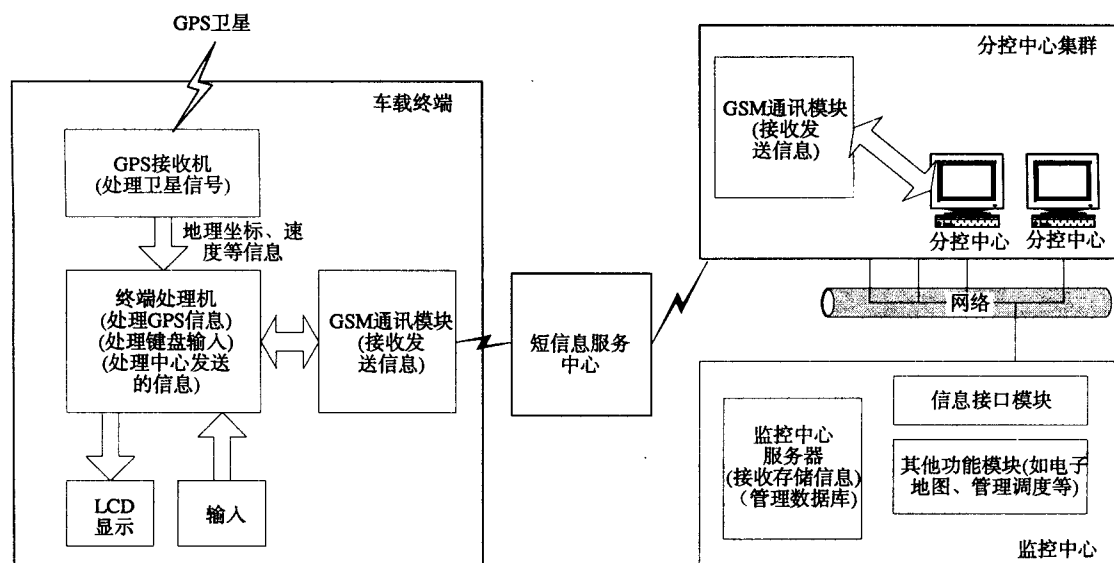 GPS卫星
车载终端
GPS接收机
(处理卫星信号)
地理坐标、速
度等信息
终端处理机
(处理GPS信息)
(处理键盘输入)
(处理中心发送
的信息)
GSM通讯模块
(接收发
送信息)
LCD
显示
输入
短信息服务
中心
分控中心集群
GSM通讯模块
(接收发
送信息)
分控中心
分控中心
网络
信息接口模块
监控中心
服务器
(接收存储信息)
(管理数据库)
其他功能模块(如电子
地图、管理调度等)
监控中心